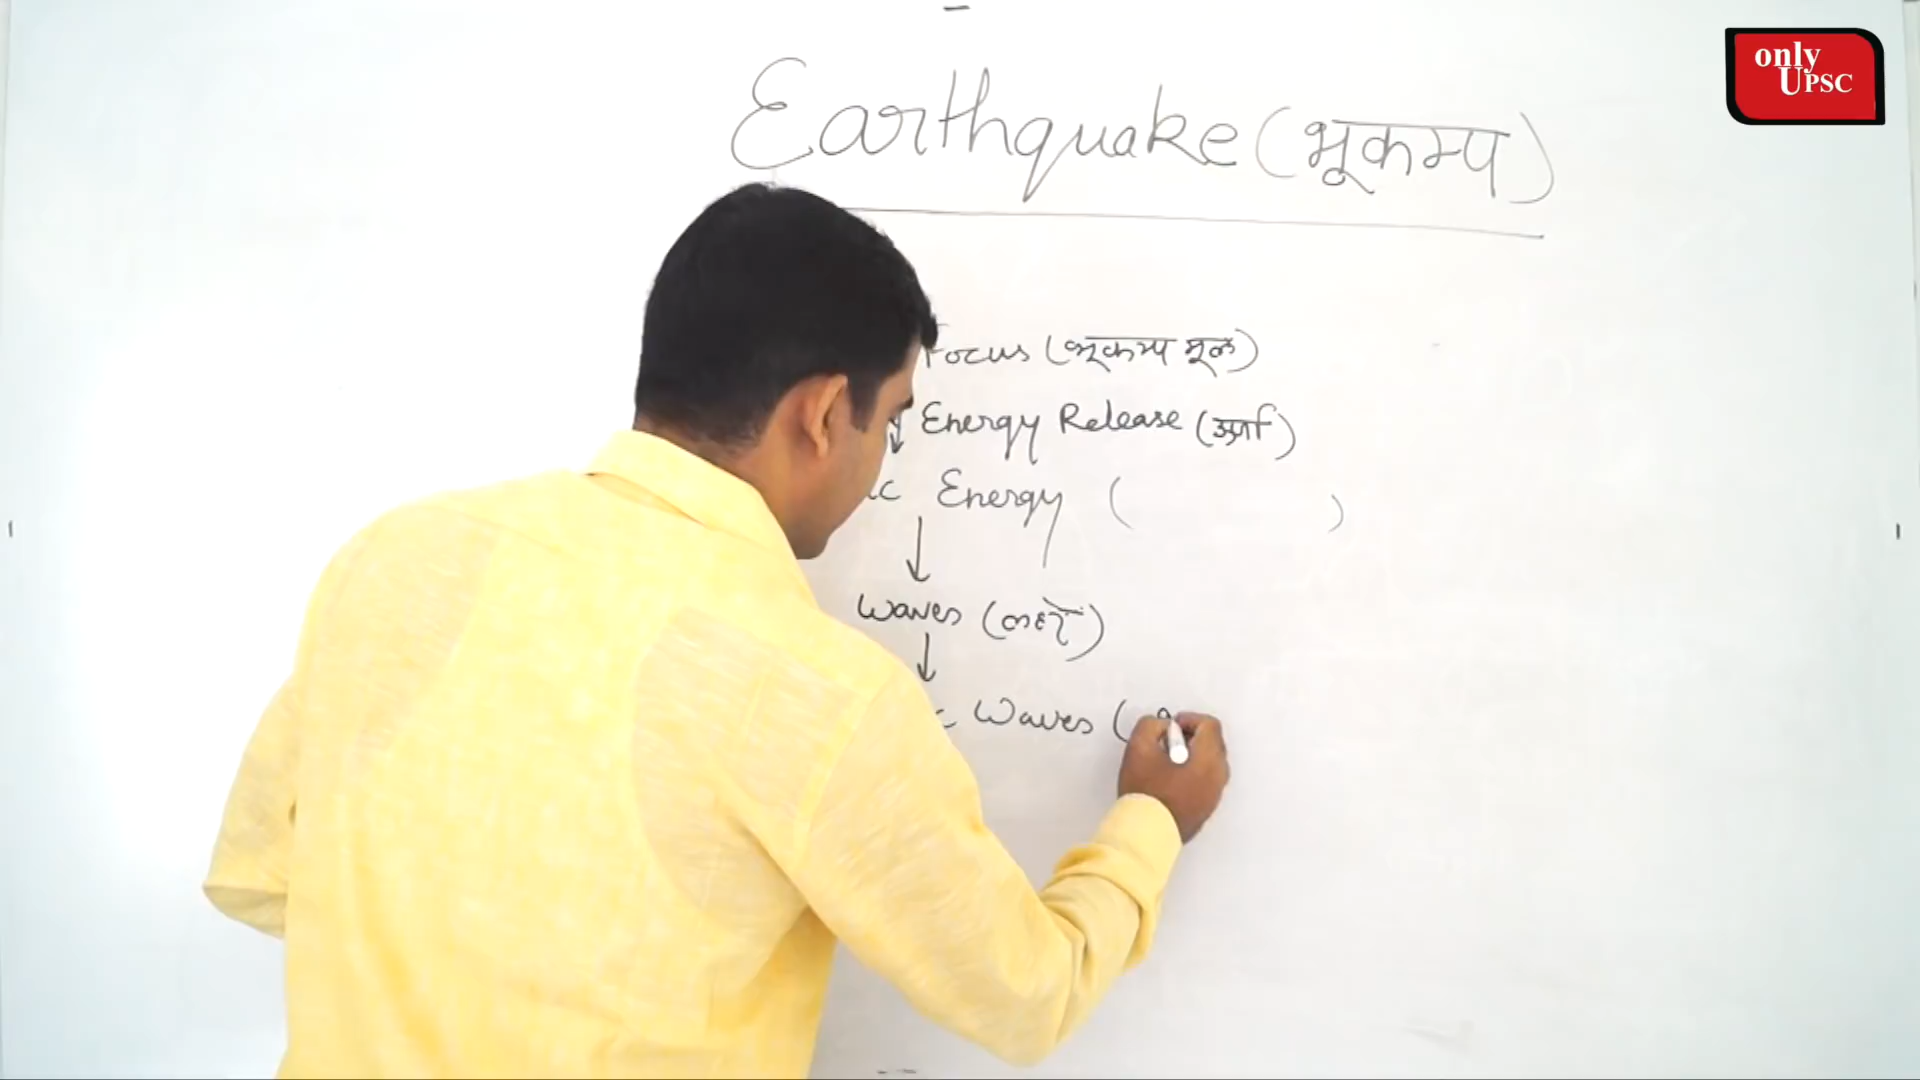 only
UPSC
Earthquake (भूकम्प)
Focus (भूकम्प मूल)
Energy Release (ऊर्जा)
Energy ( )
Waves (लहरें)
Waves (